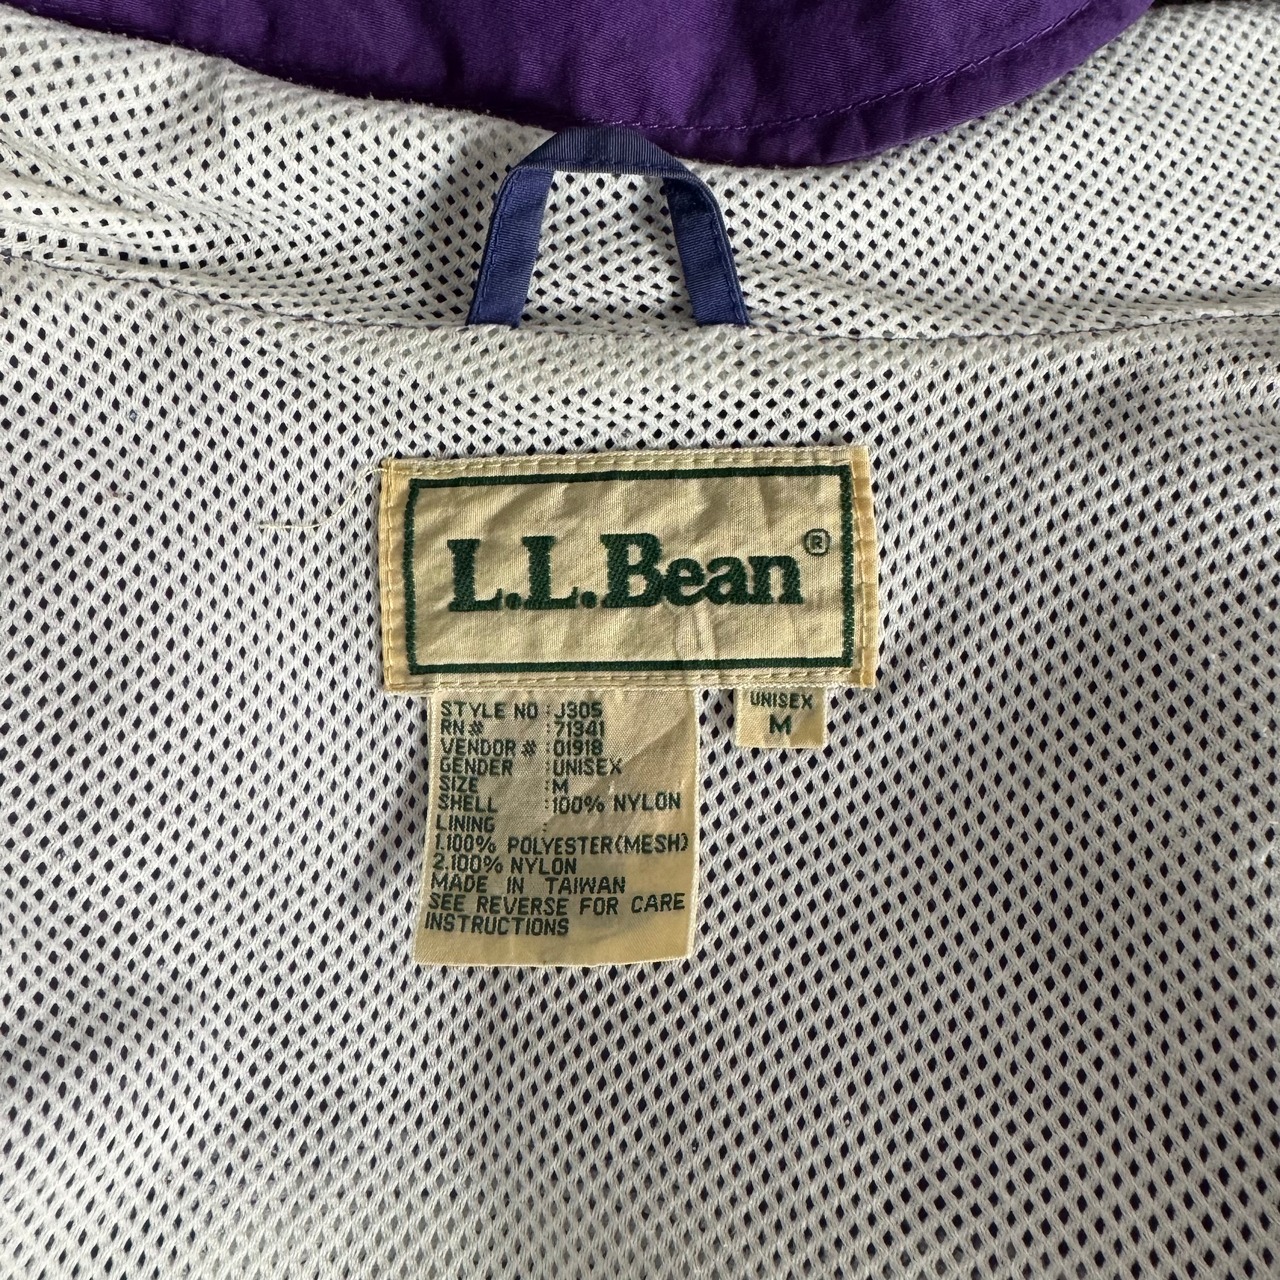 L.L.Bean®
UNISEX
M
STYLE NO : J305
RN # : 71341
VENDOR # : 01918
GENDER : UNISEX
SIZE : M
SHELL : 100% NYLON
LINING :
1.100% POLYESTER(MESH)
2.100% NYLON
MADE IN TAIWAN
SEE REVERSE FOR CARE
INSTRUCTIONS